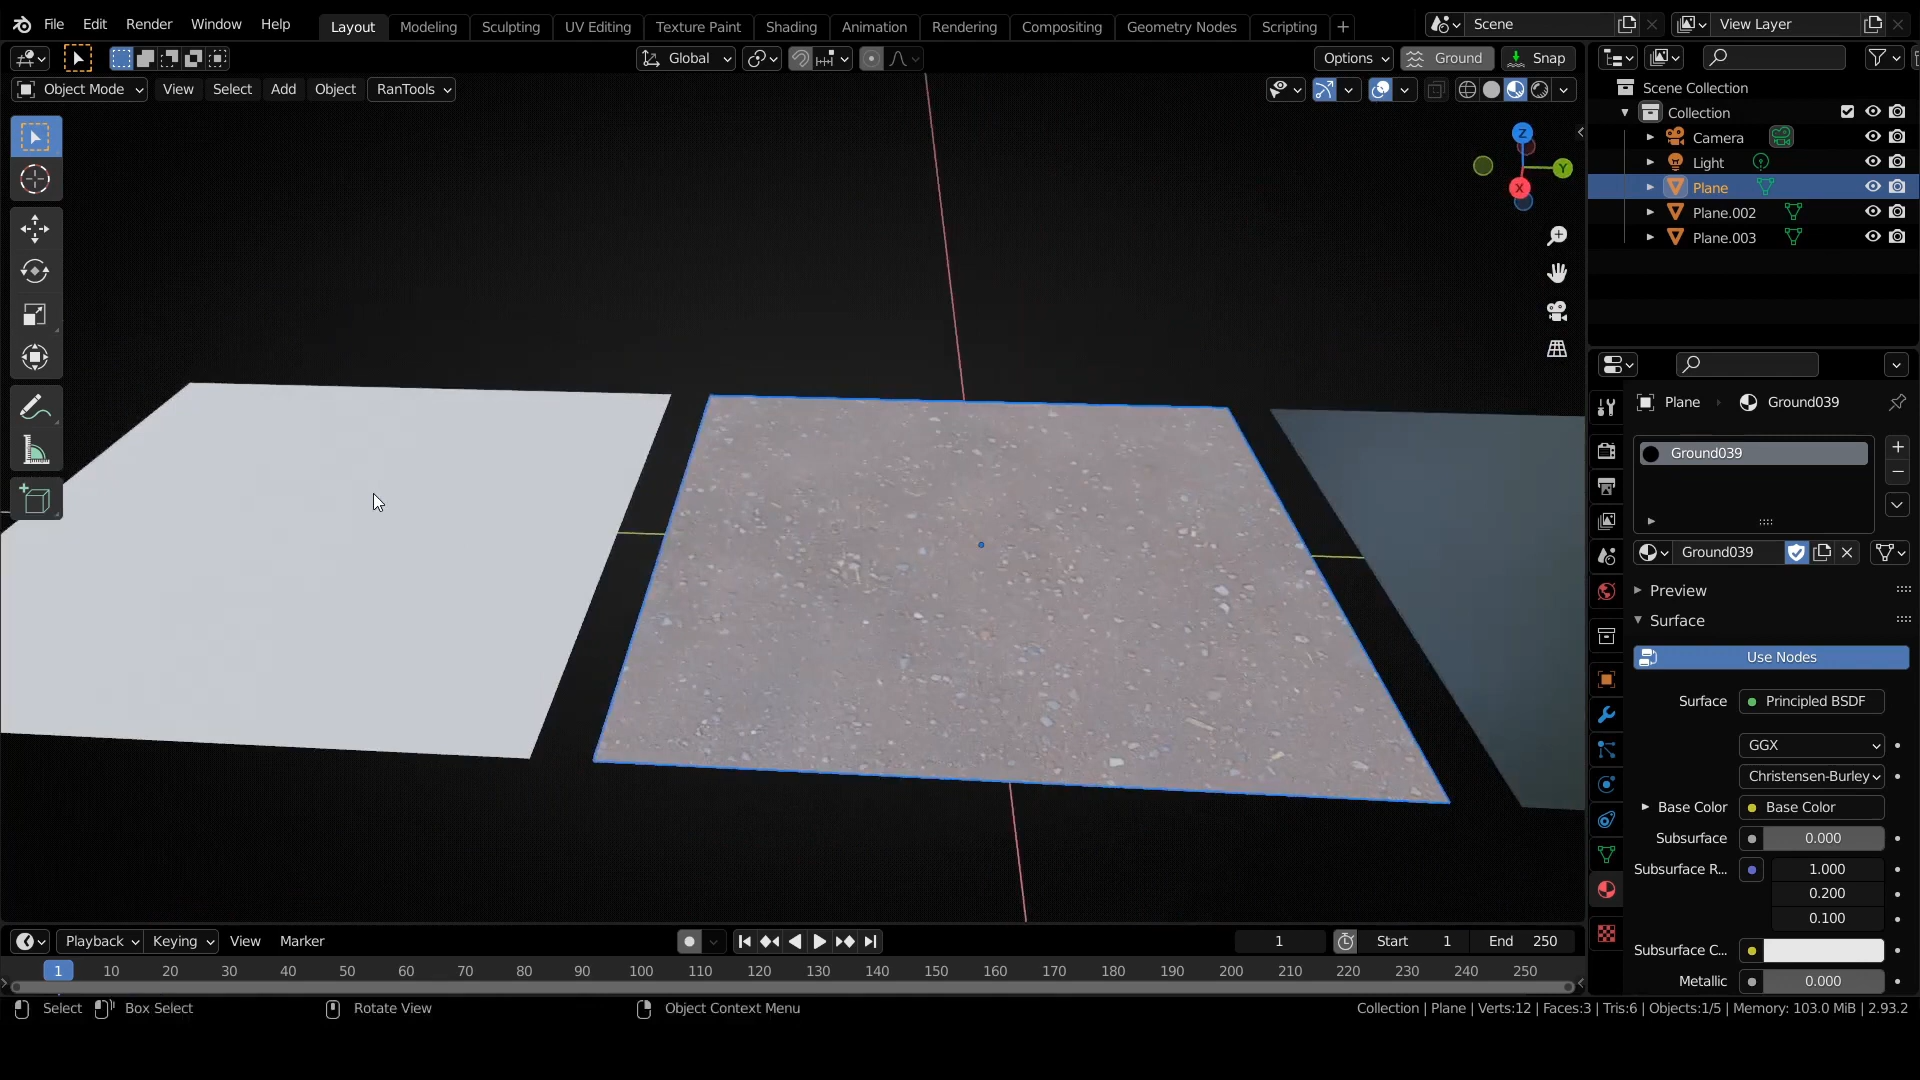 File Edit Render Window Help Layout Modeling Sculpting UV Editing Texture Paint Shading Animation Rendering Compositing Geometry Nodes Scripting + Scene View Layer
Global Options Ground Snap
Object Mode View Select Add Object RanTools
Scene Collection
Collection
Camera
Light
Plane
Plane.002
Plane.003
Z
Y
X
Plane Ground039
Ground039
Ground039
Preview
Surface
Use Nodes
Surface Principled BSDF
GGX
Christensen-Burley
Base Color Base Color
Subsurface 0.000
Subsurface R... 1.000
0.200
0.100
Subsurface C...
Metallic 0.000
Playback Keying View Marker 1 Start 1 End 250
1 10 20 30 40 50 60 70 80 90 100 110 120 130 140 150 160 170 180 190 200 210 220 230 240 250
Select Box Select Rotate View Object Context Menu Collection | Plane | Verts:12 | Faces:3 | Tris:6 | Objects:1/5 | Memory: 103.0 MiB | 2.93.2